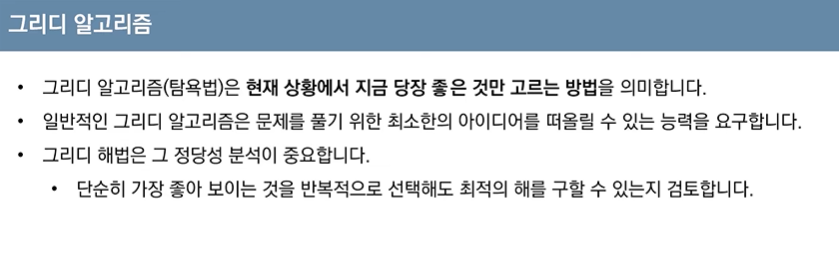 그리디 알고리즘
• 그리디 알고리즘(탐욕법)은 현재 상황에서 지금 당장 좋은 것만 고르는 방법을 의미합니다.
• 일반적인 그리디 알고리즘은 문제를 풀기 위한 최소한의 아이디어를 떠올릴 수 있는 능력을 요구합니다.
• 그리디 해법은 그 정당성 분석이 중요합니다.
• 단순히 가장 좋아 보이는 것을 반복적으로 선택해도 최적의 해를 구할 수 있는지 검토합니다.